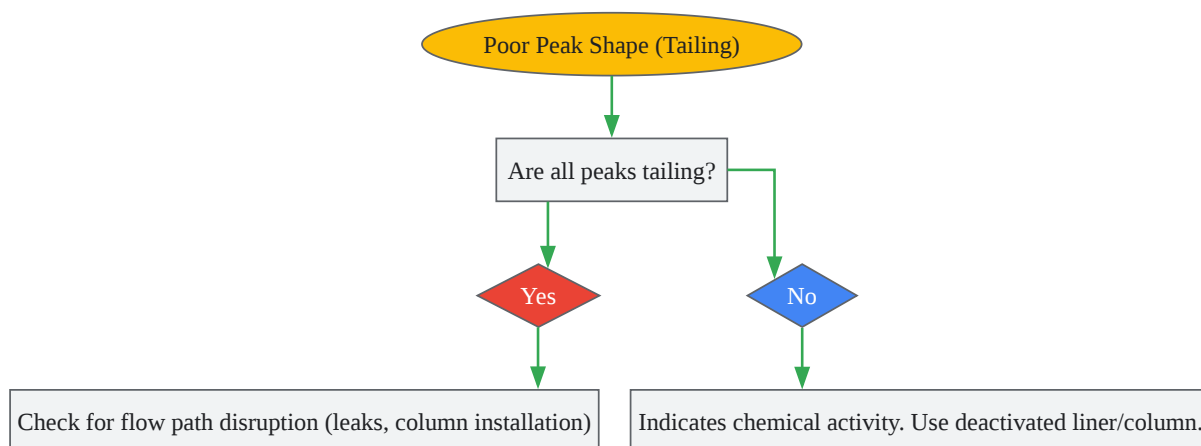 Poor Peak Shape (Tailing)
Are all peaks tailing?
Yes
No
Check for flow path disruption (leaks, column installation)
Indicates chemical activity. Use deactivated liner/column.